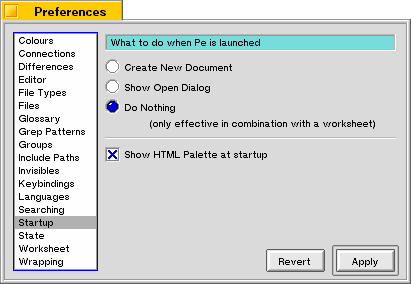 Preferences
Colours
Connections
Differences
Editor
File Types
Files
Glossary
Grep Patterns
Groups
Include Paths
Invisibles
Keybindings
Languages
Searching
Startup
State
Worksheet
Wrapping
What to do when Pe is launched
Create New Document
Show Open Dialog
Do Nothing
(only effective in combination with a worksheet)
Show HTML Palette at startup
Revert
Apply